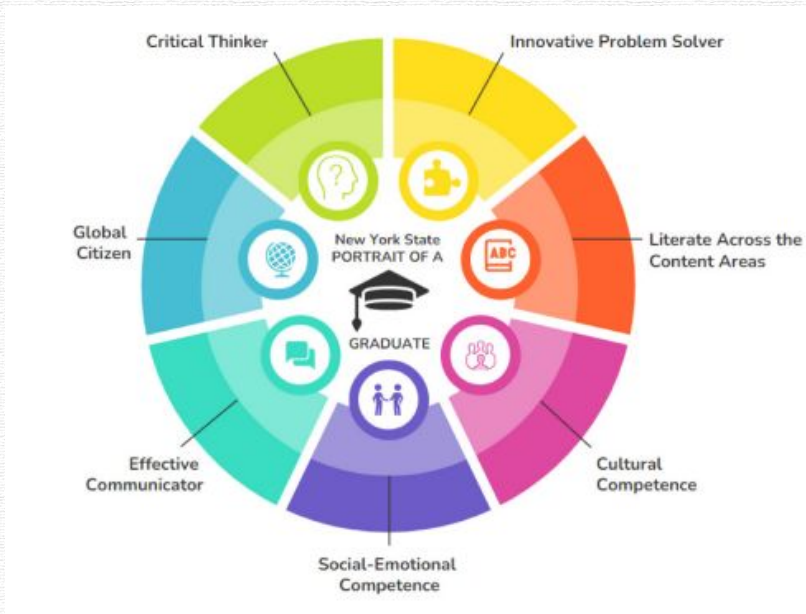 Critical Thinker
Innovative Problem Solver
Global
Citizen
New York State
PORTRAIT OF A
GRADUATE
?
ABC
Literate Across the
Content Areas
Effective
Communicator
Cultural
Competence
Social-Emotional
Competence